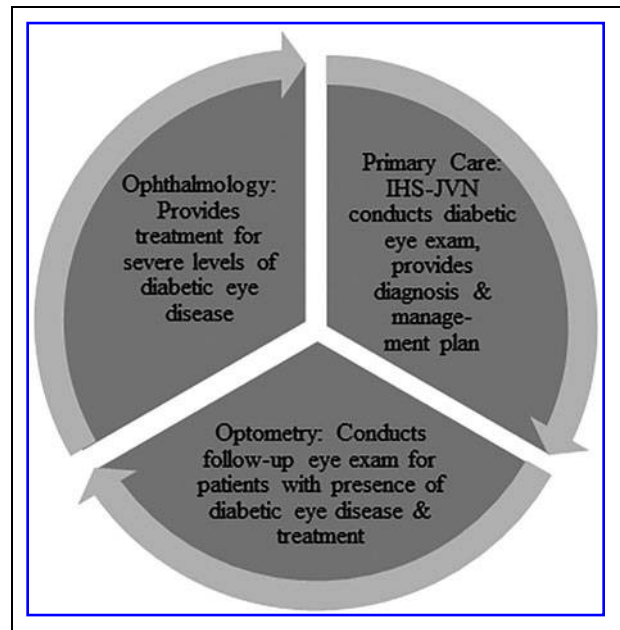 Primary Care:
IHS-JVN
conducts diabetic
eye exam,
provides
diagnosis &
manage-
ment plan
Optometry: Conducts
follow-up eye exam for
patients with presence of
diabetic eye disease &
treatment
Ophthalmology:
Provides
treatment for
severe levels of
diabetic eye
disease